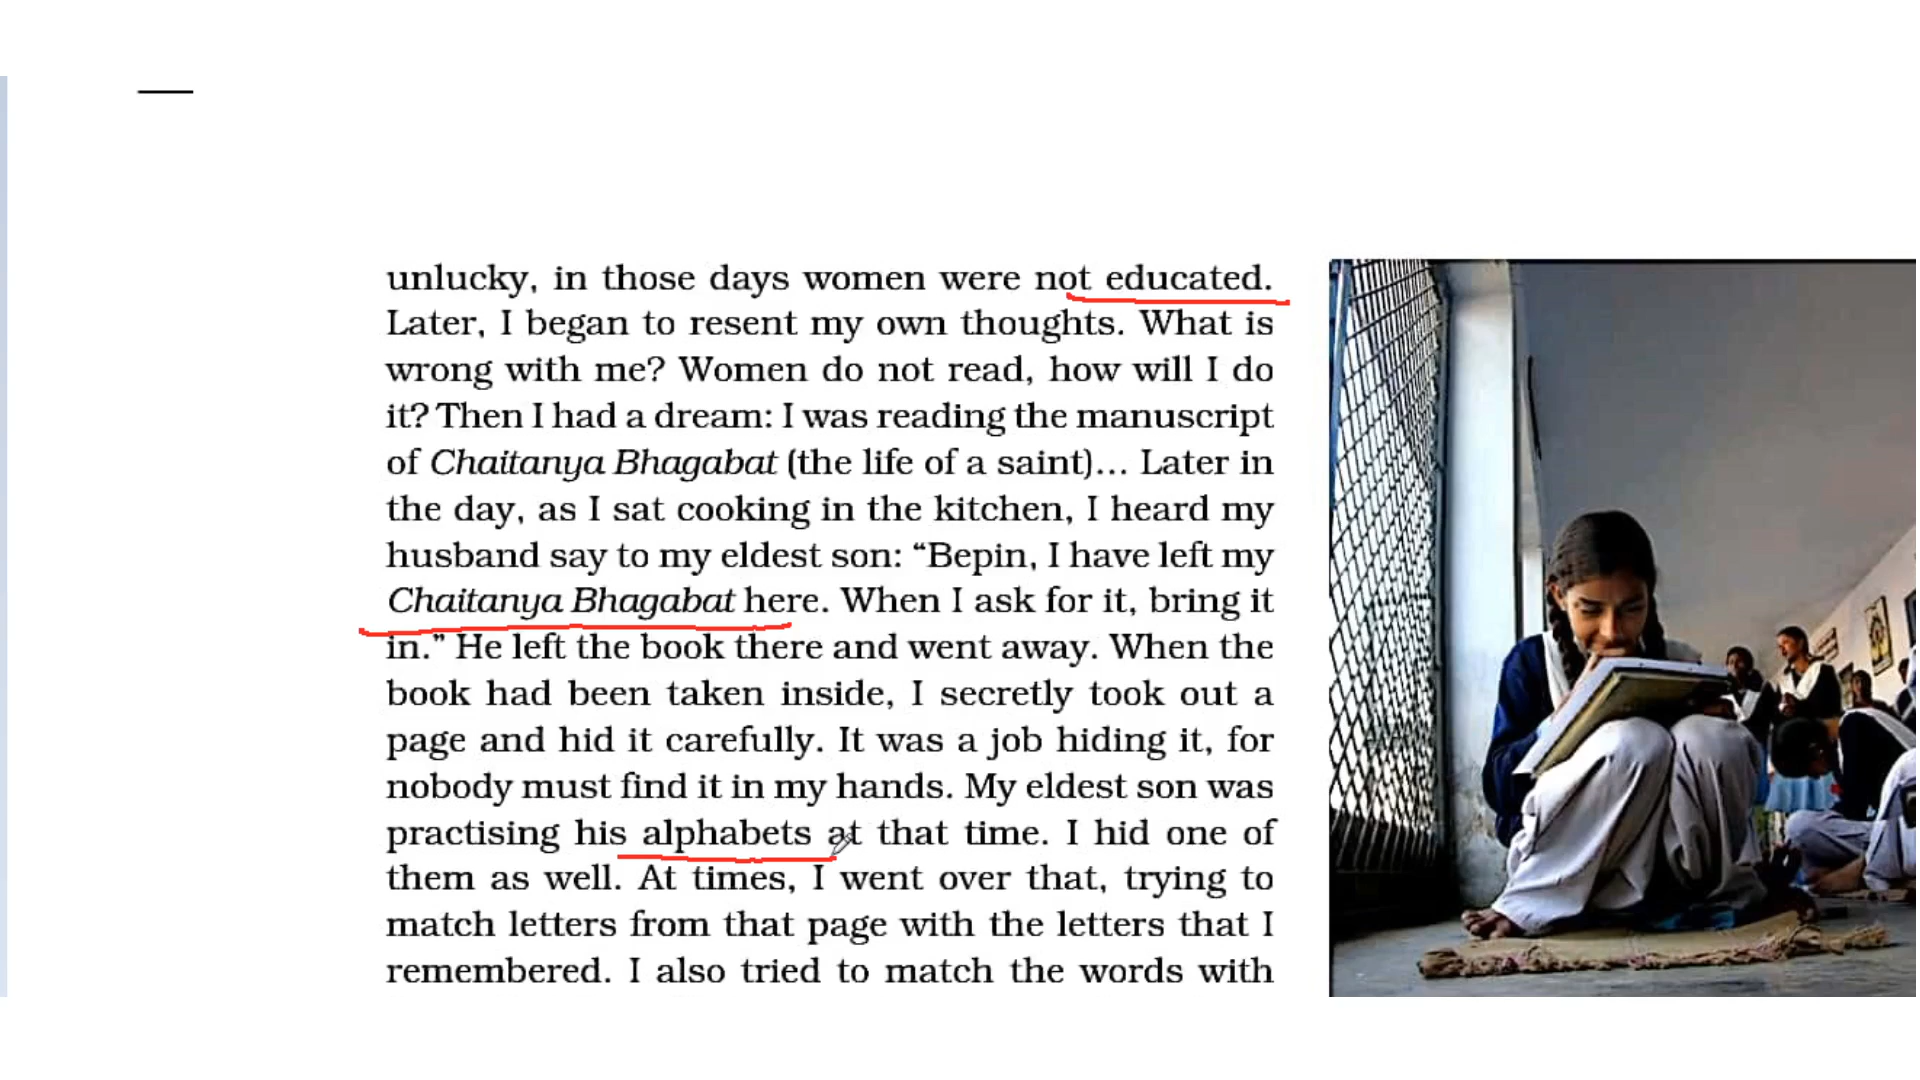 unlucky, in those days women were not educated.
Later, I began to resent my own thoughts. What is
wrong with me? Women do not read, how will I do
it? Then I had a dream: I was reading the manuscript
of Chaitanya Bhagabat (the life of a saint)... Later in
the day, as I sat cooking in the kitchen, I heard my
husband say to my eldest son: “Bepin, I have left my
Chaitanya Bhagabat here. When I ask for it, bring it
in.” He left the book there and went away. When the
book had been taken inside, I secretly took out a
page and hid it carefully. It was a job hiding it, for
nobody must find it in my hands. My eldest son was
practising his alphabets at that time. I hid one of
them as well. At times, I went over that, trying to
match letters from that page with the letters that I
remembered. I also tried to match the words with